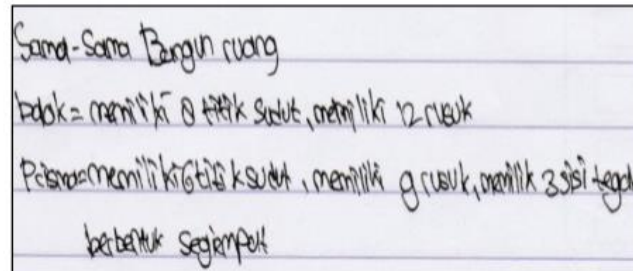 Sama-Sama Bangun ruang
balok = memiliki 8 titik sudut, memiliki 12 rusuk
Prisma = memiliki 6 titik sudut, memiliki 9 rusuk, memilik 3 sisi tegak
berbentuk segiempat